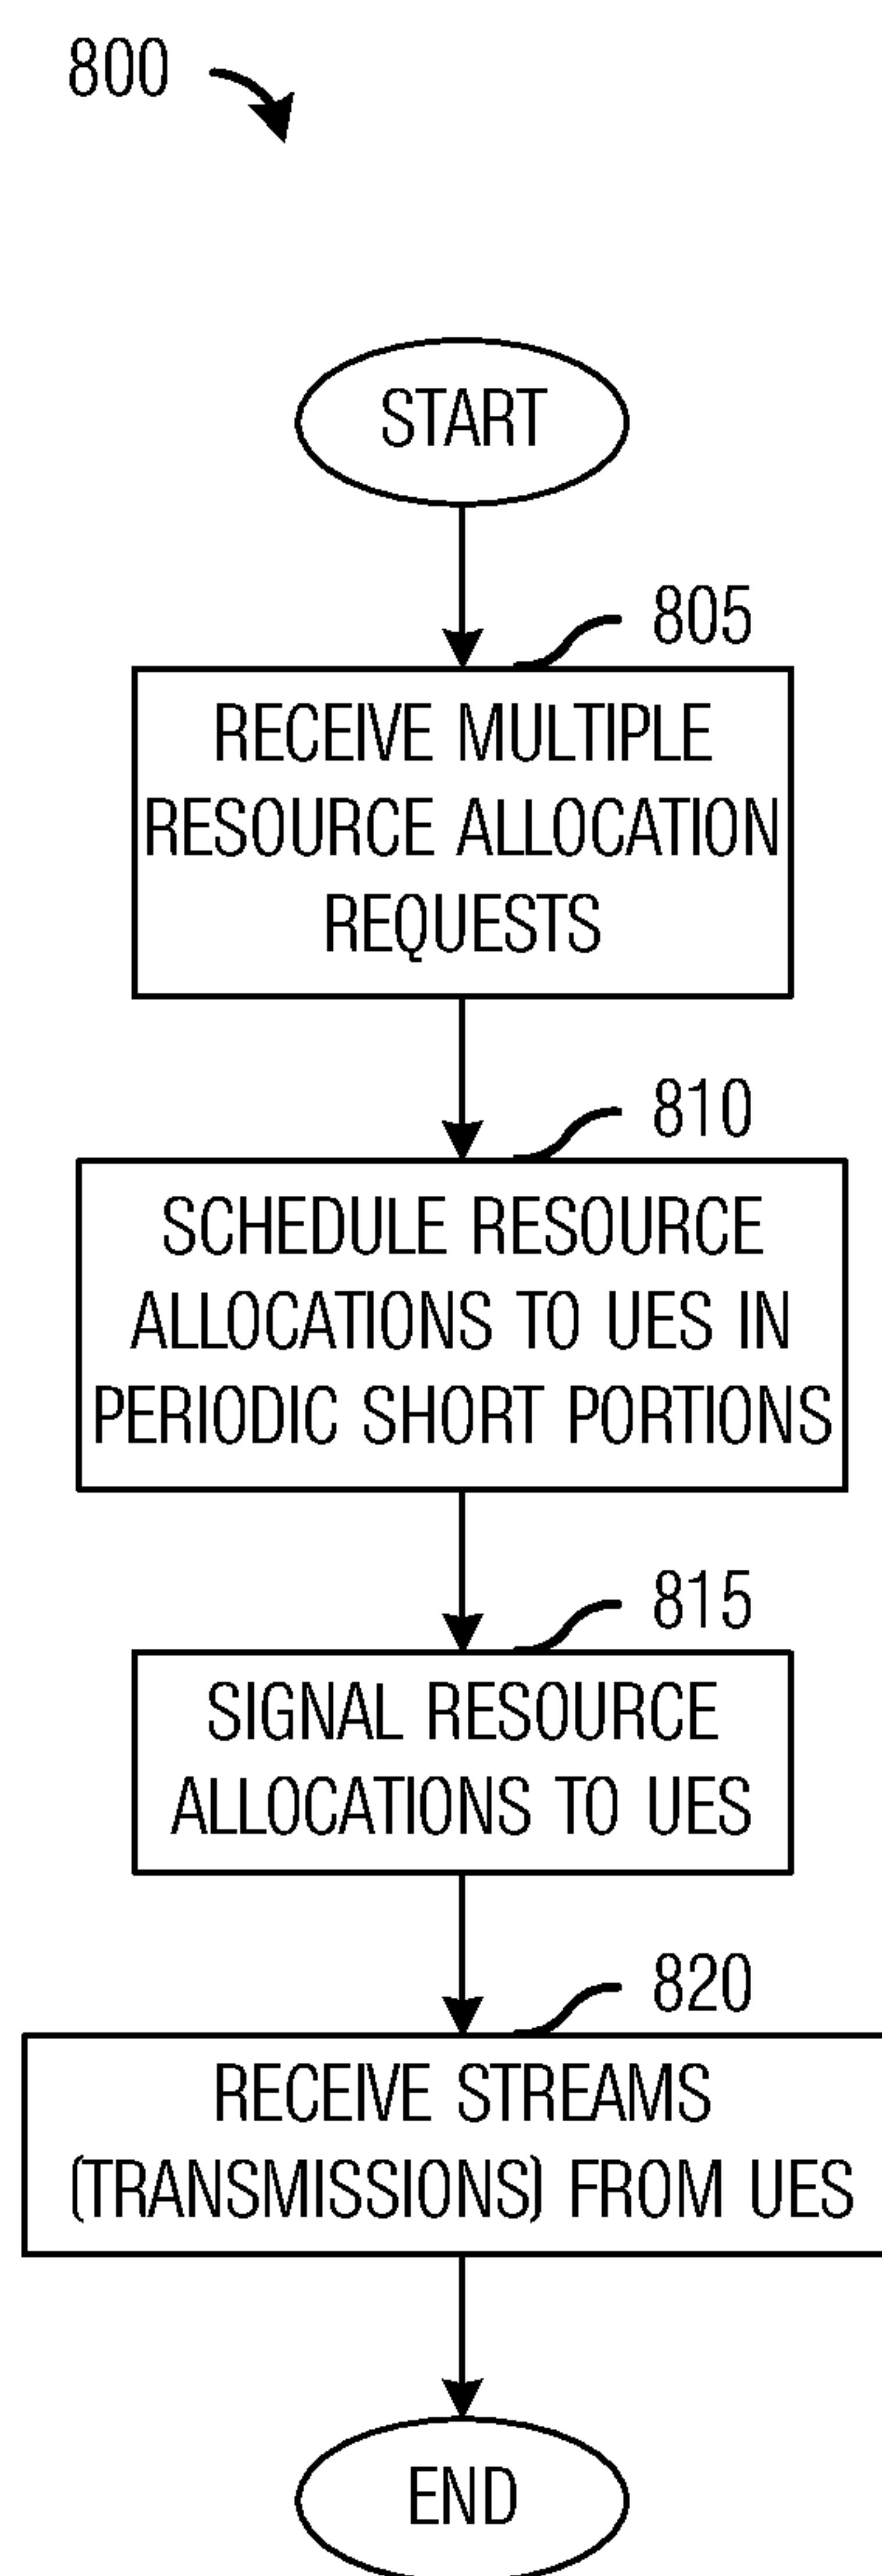 800
START
805
RECEIVE MULTIPLE
RESOURCE ALLOCATION
REQUESTS
810
SCHEDULE RESOURCE
ALLOCATIONS TO UES IN
PERIODIC SHORT PORTIONS
815
SIGNAL RESOURCE
ALLOCATIONS TO UES
820
RECEIVE STREAMS
(TRANSMISSIONS) FROM UES
END